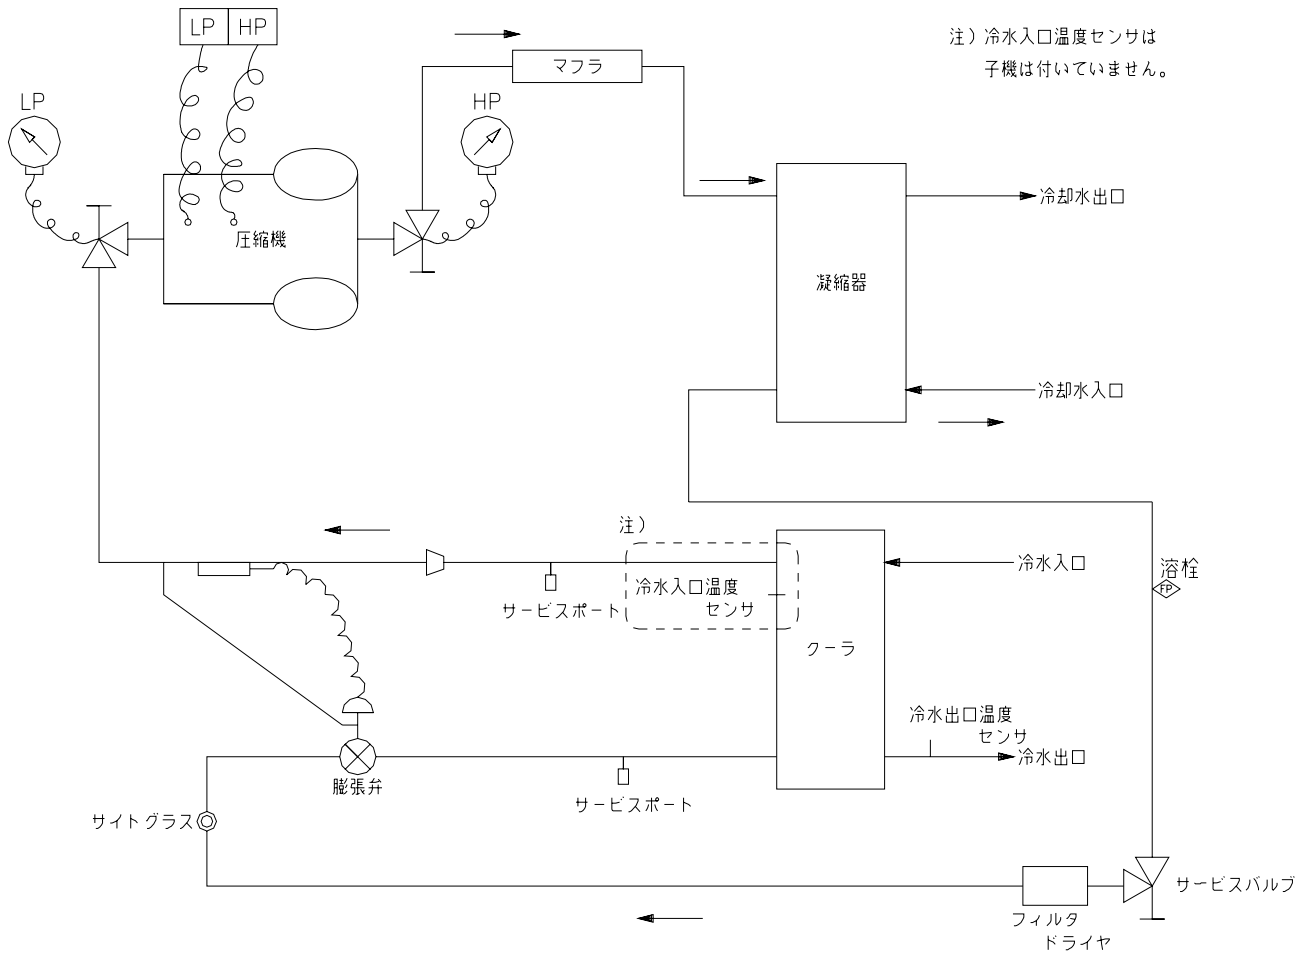 LP HP
注）冷水入口温度センサは
子機は付いていません。
マフラ
LP
HP
冷却水出口
圧縮機
凝縮器
冷却水入口
注）
冷水入口
溶栓
FP
冷水入口温度
センサ
サービスポート
クーラ
冷水出口温度
センサ
冷水出口
膨張弁
サービスポート
サイトグラス
サービスバルブ
フィルタ
ドライヤ